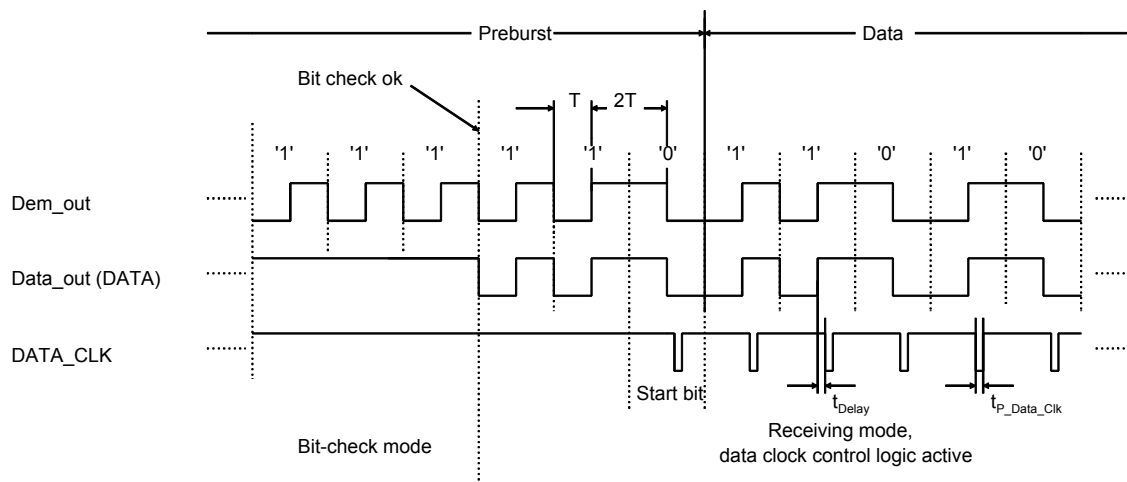 Preburst
Data
Bit check ok
T
2T
'1' '1' '1' '1' '1' '0' '1' '1' '0' '1' '0'
Dem_out
Data_out (DATA)
DATA_CLK
Start bit
tDelay
tP_Data_Clk
Bit-check mode
Receiving mode,
data clock control logic active